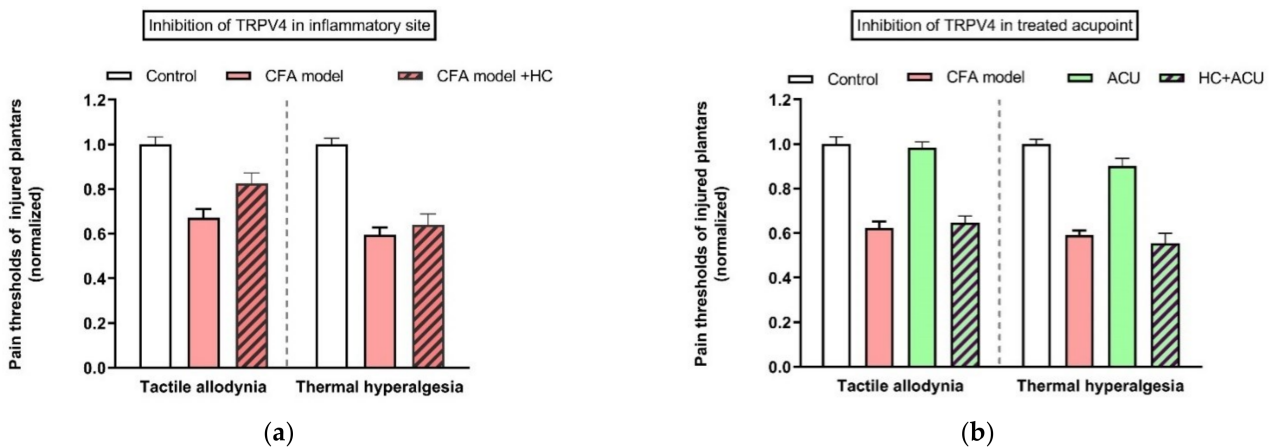 Inhibition of TRPV4 in inflammatory site
Control CFA model CFA model +HC
Pain thresholds of injured plantars
(normalized)
1.2
1.0
0.8
0.6
0.4
0.2
0.0
Tactile allodynia Thermal hyperalgesia
(a)
Inhibition of TRPV4 in treated acupoint
Control CFA model ACU HC+ACU
Pain thresholds of injured plantars
(normalized)
1.2
1.0
0.8
0.6
0.4
0.2
0.0
Tactile allodynia Thermal hyperalgesia
(b)